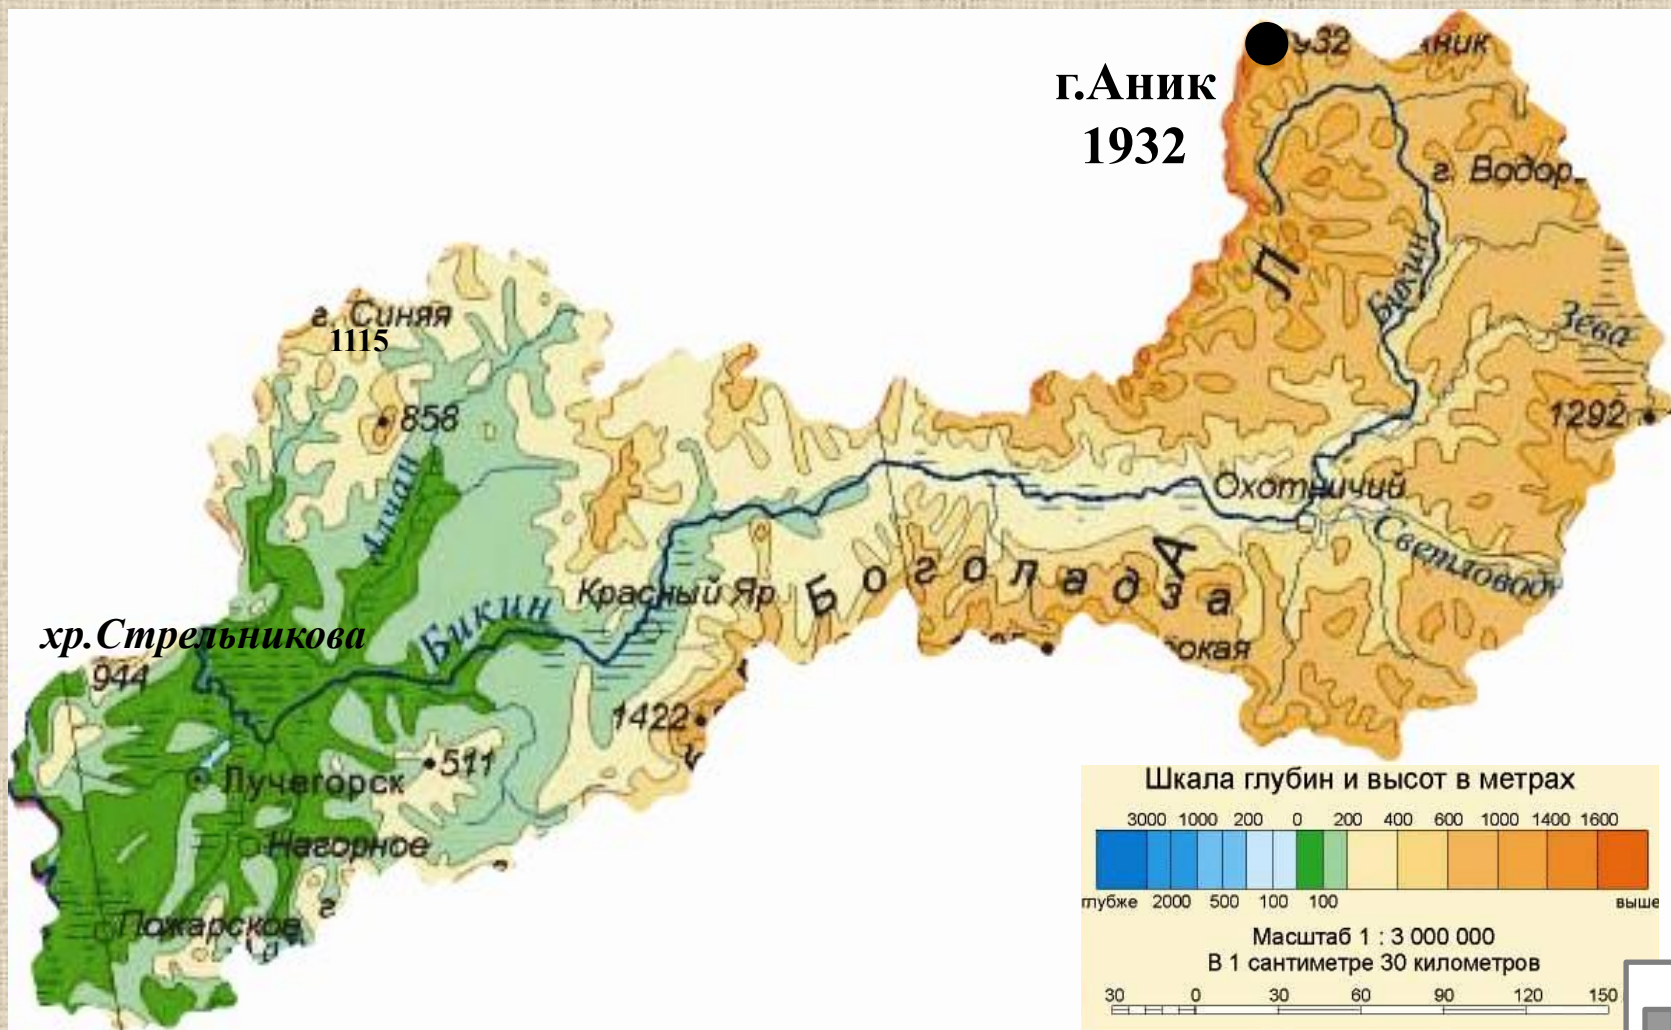 г.Аник
1932
932
г. Водор
Л
Бикин
Зева
1292
г. Синяя
1115
858
Алчан
Охотничий
Светловод
А
Боголадза
Красный Яр
Бикин
хр.Стрельникова
944
окая
1422
511
Лучегорск
Нагорное
г
Пожарское
Шкала глубин и высот в метрах
3000 1000 200 0 200 400 600 1000 1400 1600
глубже 2000 500 100 100 выше
Масштаб 1 : 3 000 000
В 1 сантиметре 30 километров
30 0 30 60 90 120 150